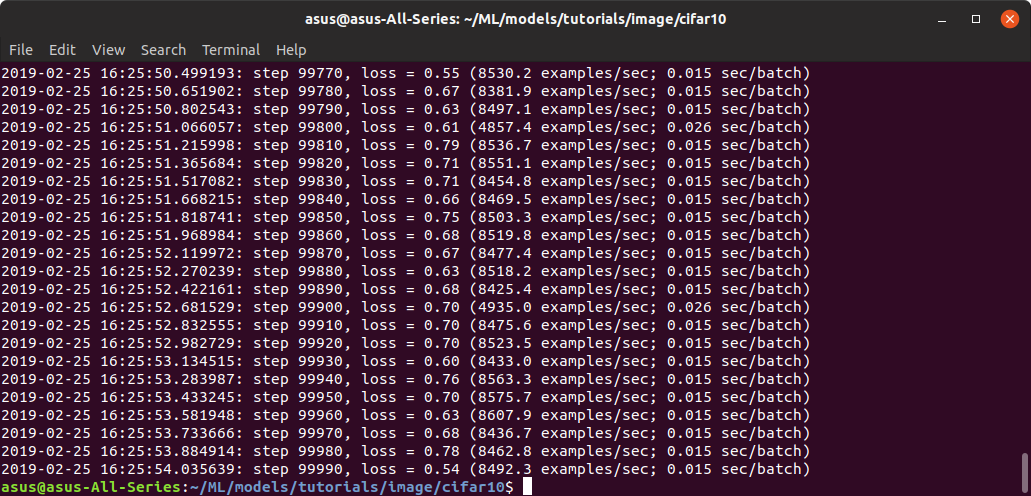 asus@asus-All-Series: ~/ML/models/tutorials/image/cifar10
File Edit View Search Terminal Help
2019-02-25 16:25:50.499193: step 99770, loss = 0.55 (8530.2 examples/sec; 0.015 sec/batch)
2019-02-25 16:25:50.651902: step 99780, loss = 0.67 (8381.9 examples/sec; 0.015 sec/batch)
2019-02-25 16:25:50.802543: step 99790, loss = 0.63 (8497.1 examples/sec; 0.015 sec/batch)
2019-02-25 16:25:51.066057: step 99800, loss = 0.61 (4857.4 examples/sec; 0.026 sec/batch)
2019-02-25 16:25:51.215998: step 99810, loss = 0.79 (8536.7 examples/sec; 0.015 sec/batch)
2019-02-25 16:25:51.365684: step 99820, loss = 0.71 (8551.1 examples/sec; 0.015 sec/batch)
2019-02-25 16:25:51.517082: step 99830, loss = 0.71 (8454.8 examples/sec; 0.015 sec/batch)
2019-02-25 16:25:51.668215: step 99840, loss = 0.66 (8469.5 examples/sec; 0.015 sec/batch)
2019-02-25 16:25:51.818741: step 99850, loss = 0.75 (8503.3 examples/sec; 0.015 sec/batch)
2019-02-25 16:25:51.968984: step 99860, loss = 0.68 (8519.8 examples/sec; 0.015 sec/batch)
2019-02-25 16:25:52.119972: step 99870, loss = 0.67 (8477.4 examples/sec; 0.015 sec/batch)
2019-02-25 16:25:52.270239: step 99880, loss = 0.63 (8518.2 examples/sec; 0.015 sec/batch)
2019-02-25 16:25:52.422161: step 99890, loss = 0.68 (8425.4 examples/sec; 0.015 sec/batch)
2019-02-25 16:25:52.681529: step 99900, loss = 0.70 (4935.0 examples/sec; 0.026 sec/batch)
2019-02-25 16:25:52.832555: step 99910, loss = 0.70 (8475.6 examples/sec; 0.015 sec/batch)
2019-02-25 16:25:52.982729: step 99920, loss = 0.70 (8523.5 examples/sec; 0.015 sec/batch)
2019-02-25 16:25:53.134515: step 99930, loss = 0.60 (8433.0 examples/sec; 0.015 sec/batch)
2019-02-25 16:25:53.283987: step 99940, loss = 0.76 (8563.3 examples/sec; 0.015 sec/batch)
2019-02-25 16:25:53.433245: step 99950, loss = 0.70 (8575.7 examples/sec; 0.015 sec/batch)
2019-02-25 16:25:53.581948: step 99960, loss = 0.63 (8607.9 examples/sec; 0.015 sec/batch)
2019-02-25 16:25:53.733666: step 99970, loss = 0.68 (8436.7 examples/sec; 0.015 sec/batch)
2019-02-25 16:25:53.884914: step 99980, loss = 0.78 (8462.8 examples/sec; 0.015 sec/batch)
2019-02-25 16:25:54.035639: step 99990, loss = 0.54 (8492.3 examples/sec; 0.015 sec/batch)
asus@asus-All-Series:~/ML/models/tutorials/image/cifar10$